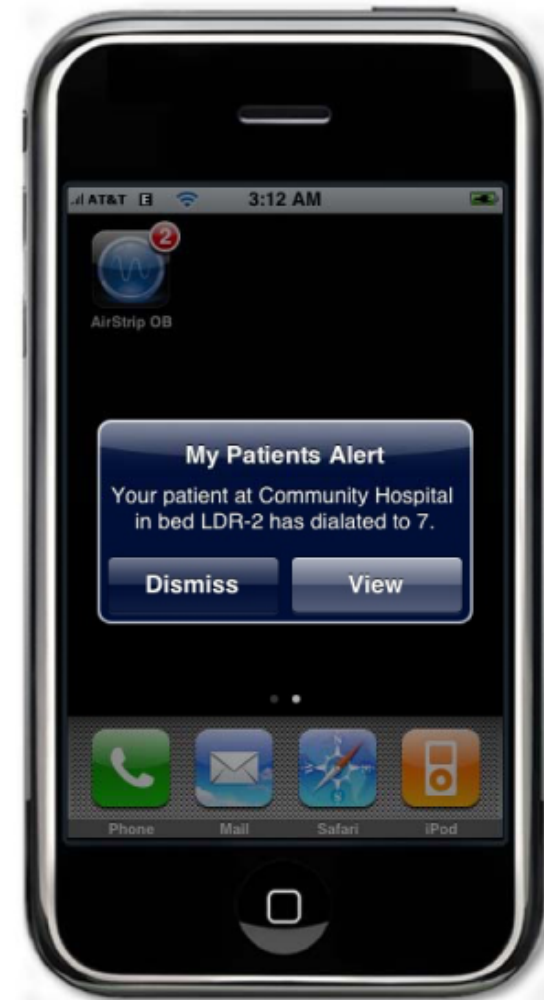 AT&T E 3:12 AM
2
AirStrip OB
My Patients Alert
Your patient at Community Hospital
in bed LDR-2 has dialated to 7.
Dismiss View
Phone Mail Safari iPod